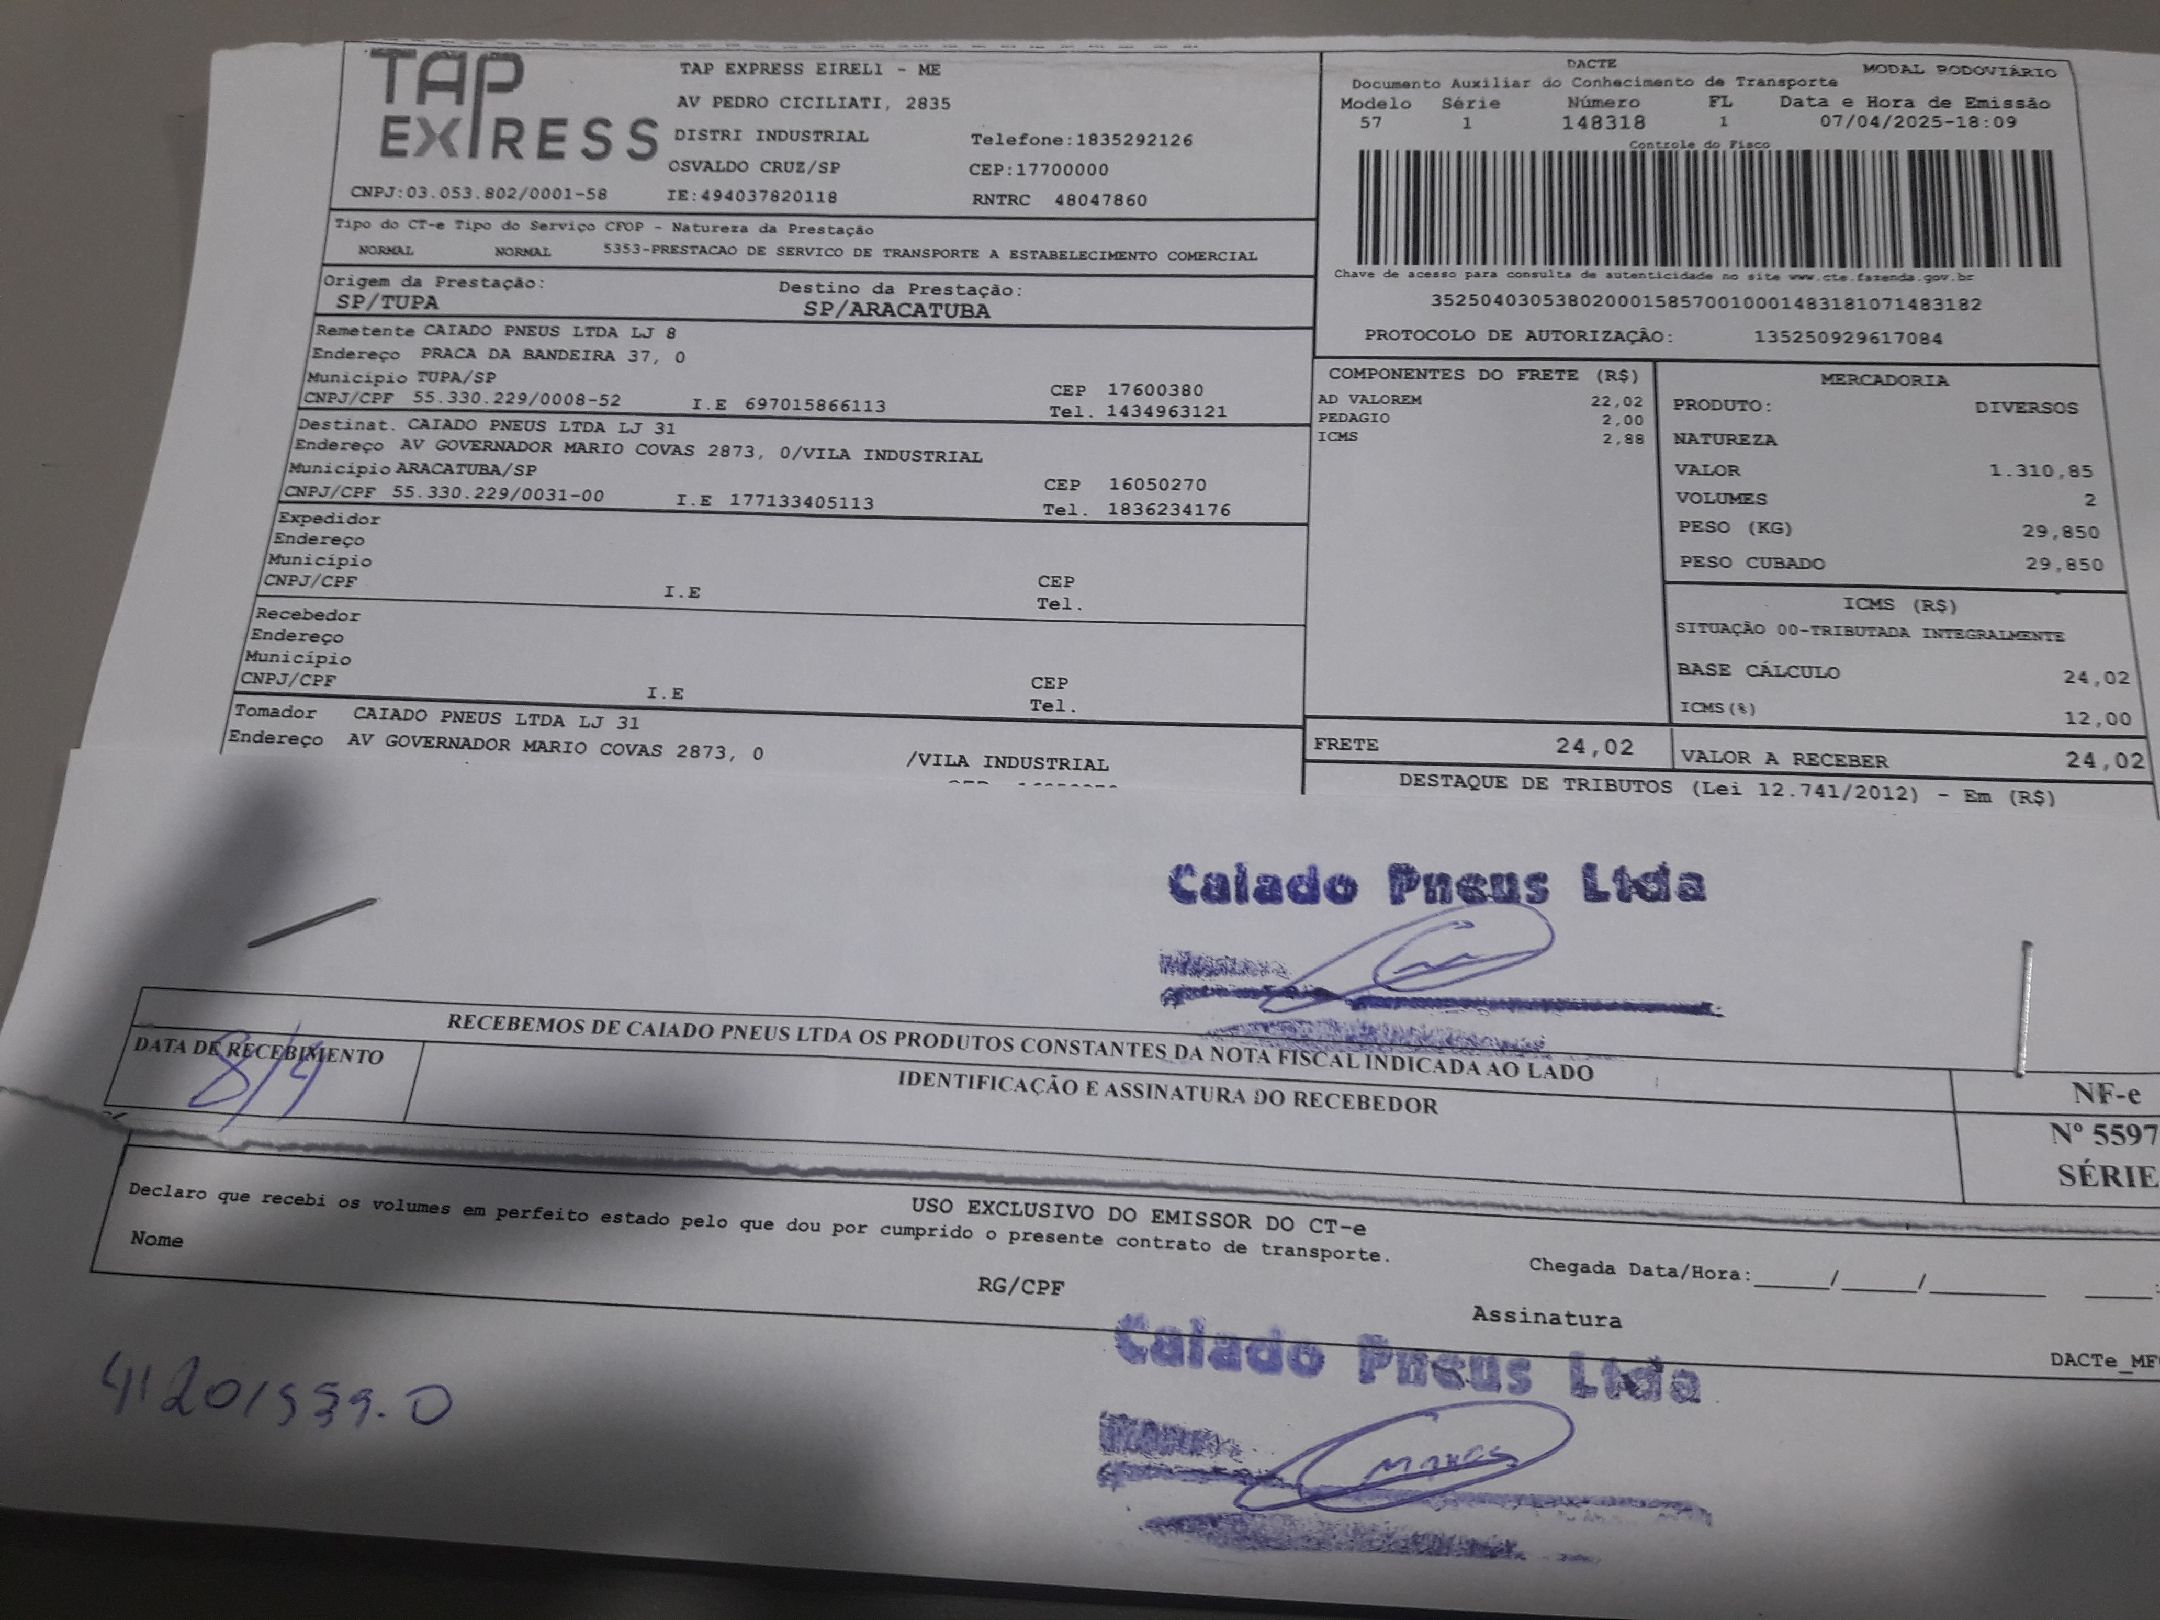 TAP EXPRESS
TAP EXPRESS EIRELI - ME
AV PEDRO CICILIATI, 2835
DISTRI INDUSTRIAL Telefone:1835292126
OSVALDO CRUZ/SP CEP:17700000
CNPJ:03.053.802/0001-58 IE:494037820118 RNTRC 48047860
DACTE MODAL RODOVIÁRIO
Documento Auxiliar do Conhecimento de Transporte
Modelo Série Número FL Data e Hora de Emissão
57 1 148318 1 07/04/2025-18:09
Controle do Fisco
Chave de acesso para consulta de autenticidade no site www.cte.fazenda.gov.br
35250403053802000158570010001483181071483182
PROTOCOLO DE AUTORIZAÇÃO: 135250929617084
Tipo do CT-e Tipo do Serviço CFOP - Natureza da Prestação
NORMAL NORMAL 5353-PRESTACAO DE SERVICO DE TRANSPORTE A ESTABELECIMENTO COMERCIAL
Origem da Prestação: Destino da Prestação:
SP/TUPA SP/ARACATUBA
Remetente CAIADO PNEUS LTDA LJ 8
Endereço PRACA DA BANDEIRA 37, 0
Município TUPA/SP CEP 17600380
CNPJ/CPF 55.330.229/0008-52 I.E 697015866113 Tel. 1434963121
Destinat. CAIADO PNEUS LTDA LJ 31
Endereço AV GOVERNADOR MARIO COVAS 2873, 0/VILA INDUSTRIAL
Município ARACATUBA/SP CEP 16050270
CNPJ/CPF 55.330.229/0031-00 I.E 177133405113 Tel. 1836234176
Expedidor
Endereço
Município CEP
CNPJ/CPF I.E Tel.
Recebedor
Endereço
Município CEP
CNPJ/CPF I.E Tel.
Tomador CAIADO PNEUS LTDA LJ 31
Endereço AV GOVERNADOR MARIO COVAS 2873, 0 /VILA INDUSTRIAL
COMPONENTES DO FRETE (R$)
AD VALOREM 22,02
PEDAGIO 2,00
ICMS 2,88
FRETE 24,02
MERCADORIA
PRODUTO: DIVERSOS
NATUREZA
VALOR 1.310,85
VOLUMES 2
PESO (KG) 29,850
PESO CUBADO 29,850
ICMS (R$)
SITUAÇÃO 00-TRIBUTADA INTEGRALMENTE
BASE CÁLCULO 24,02
ICMS(%) 12,00
VALOR A RECEBER 24,02
DESTAQUE DE TRIBUTOS (Lei 12.741/2012) - Em (R$)
Caiado Pneus Ltda
RECEBEMOS DE CAIADO PNEUS LTDA OS PRODUTOS CONSTANTES DA NOTA FISCAL INDICADA AO LADO
DATA DE RECEBIMENTO IDENTIFICAÇÃO E ASSINATURA DO RECEBEDOR
8/4
NF-e
Nº 5597
SÉRIE
USO EXCLUSIVO DO EMISSOR DO CT-e
Declaro que recebi os volumes em perfeito estado pelo que dou por cumprido o presente contrato de transporte.
Nome RG/CPF Chegada Data/Hora:_____/_____/_______ ____:
Assinatura
DACTe_MF
Caiado Pneus Ltda